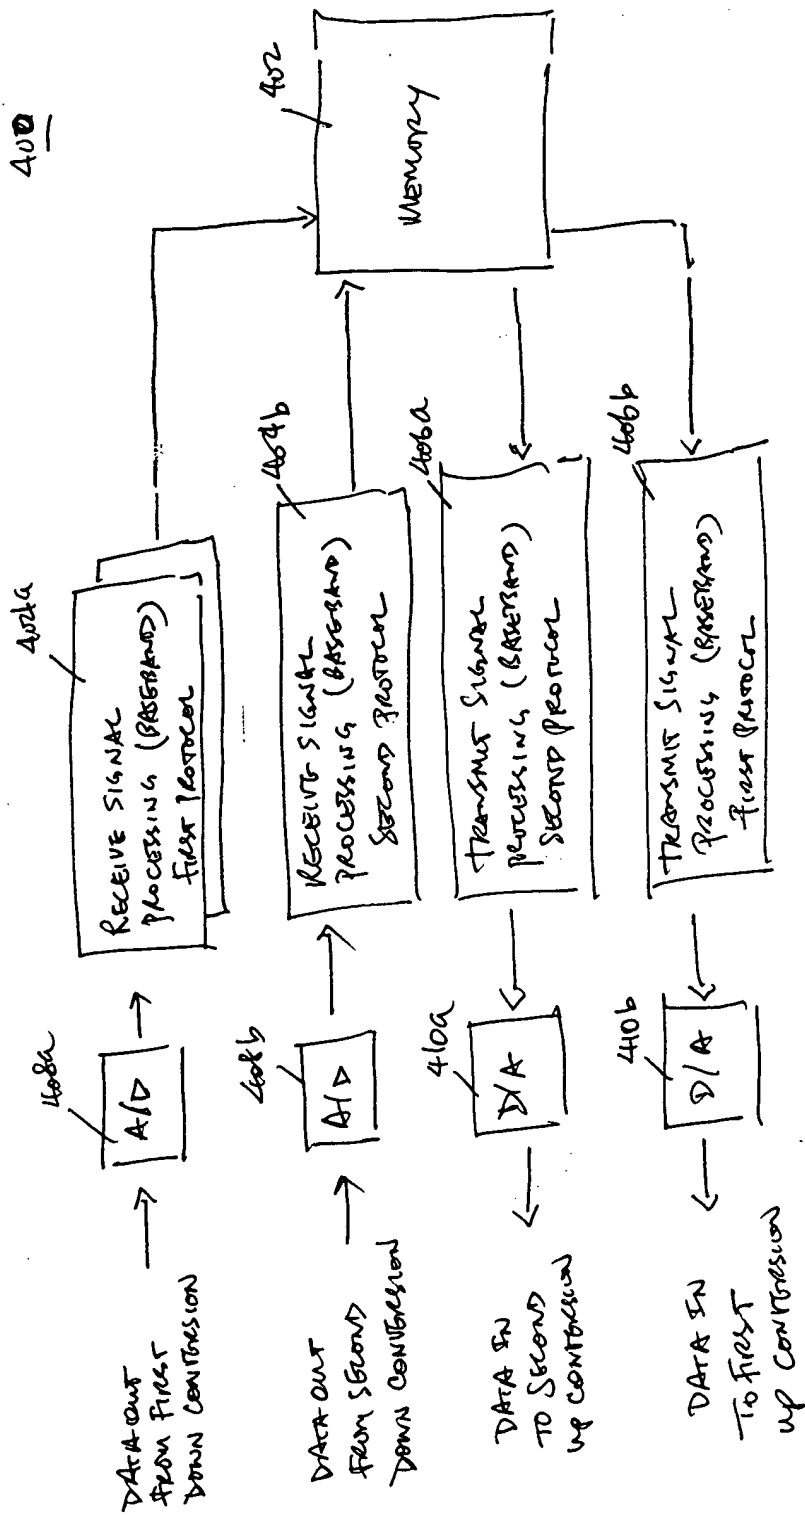 400
402
MEMORY
404a
RECEIVE SIGNAL
PROCESSING (BASEBAND)
FIRST PROTOCOL
408a
A/D
DATA OUT
FROM FIRST
DOWN CONVERSION
404b
RECEIVE SIGNAL
PROCESSING (BASEBAND)
SECOND PROTOCOL
408b
A/D
DATA OUT
FROM SECOND
DOWN CONVERSION
406a
TRANSMIT SIGNAL
PROCESSING (BASEBAND)
SECOND PROTOCOL
410a
D/A
DATA IN
TO SECOND
UP CONVERSION
406b
TRANSMIT SIGNAL
PROCESSING (BASEBAND)
FIRST PROTOCOL
410b
D/A
DATA IN
TO FIRST
UP CONVERSION